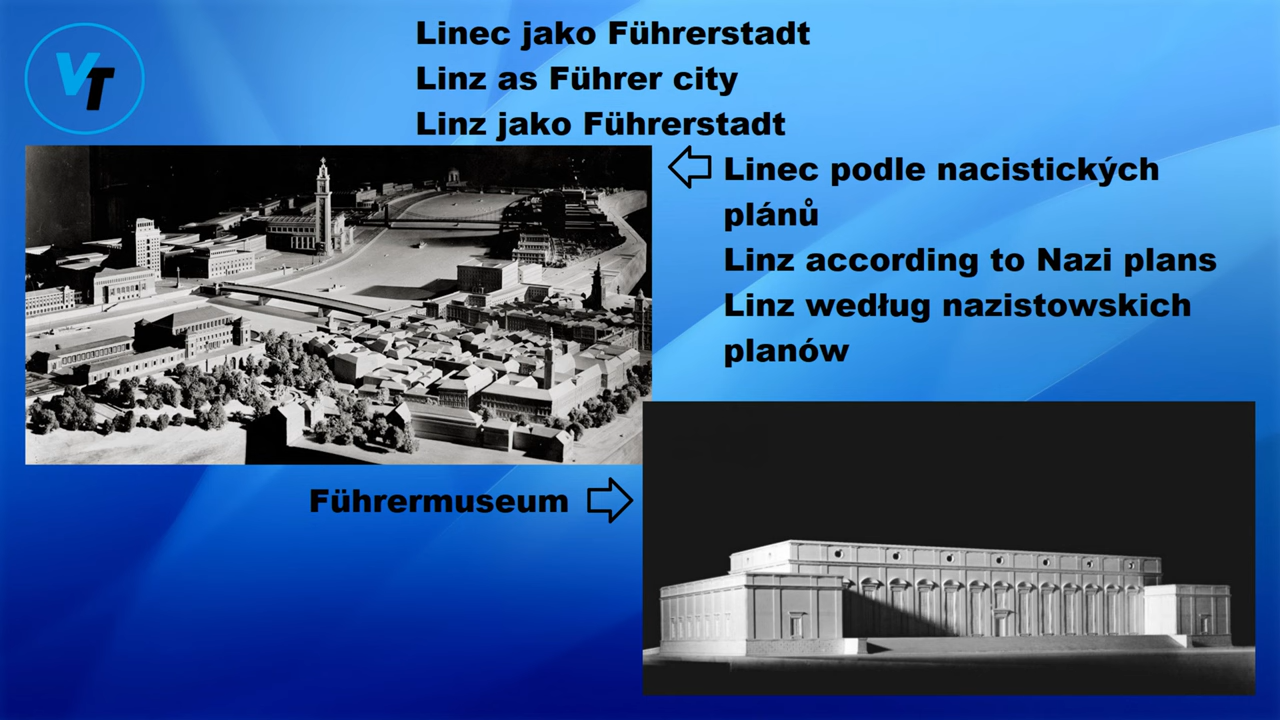 VT
Linec jako Führerstadt
Linz as Führer city
Linz jako Führerstadt
Linec podle nacistických
plánů
Linz according to Nazi plans
Linz według nazistowskich
planów
Führermuseum